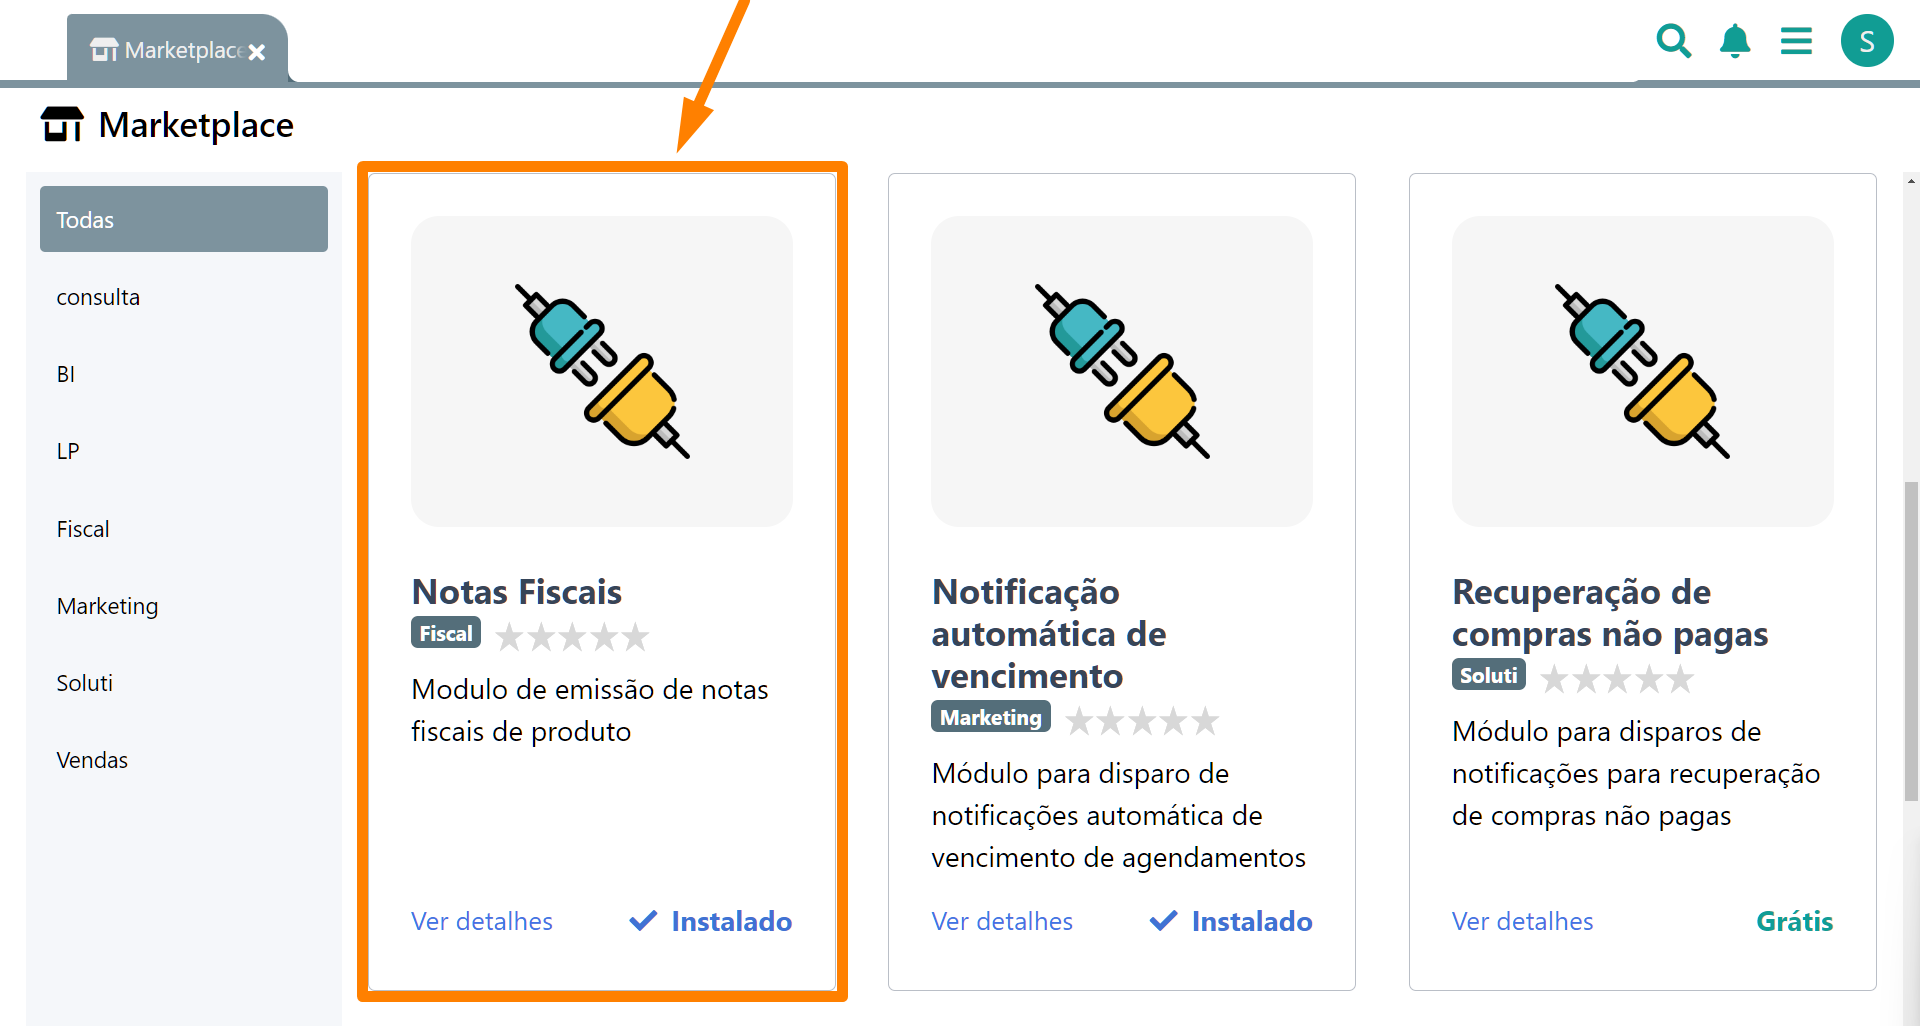 Marketplace
S
Marketplace
Todas
consulta
BI
LP
Fiscal
Marketing
Soluti
Vendas
Notas Fiscais
Fiscal
Modulo de emissão de notas
fiscais de produto
Ver detalhes
Instalado
Notificação
automática de
vencimento
Marketing
Módulo para disparo de
notificações automática de
vencimento de agendamentos
Ver detalhes
Instalado
Recuperação de
compras não pagas
Soluti
Módulo para disparos de
notificações para recuperação
de compras não pagas
Ver detalhes
Grátis